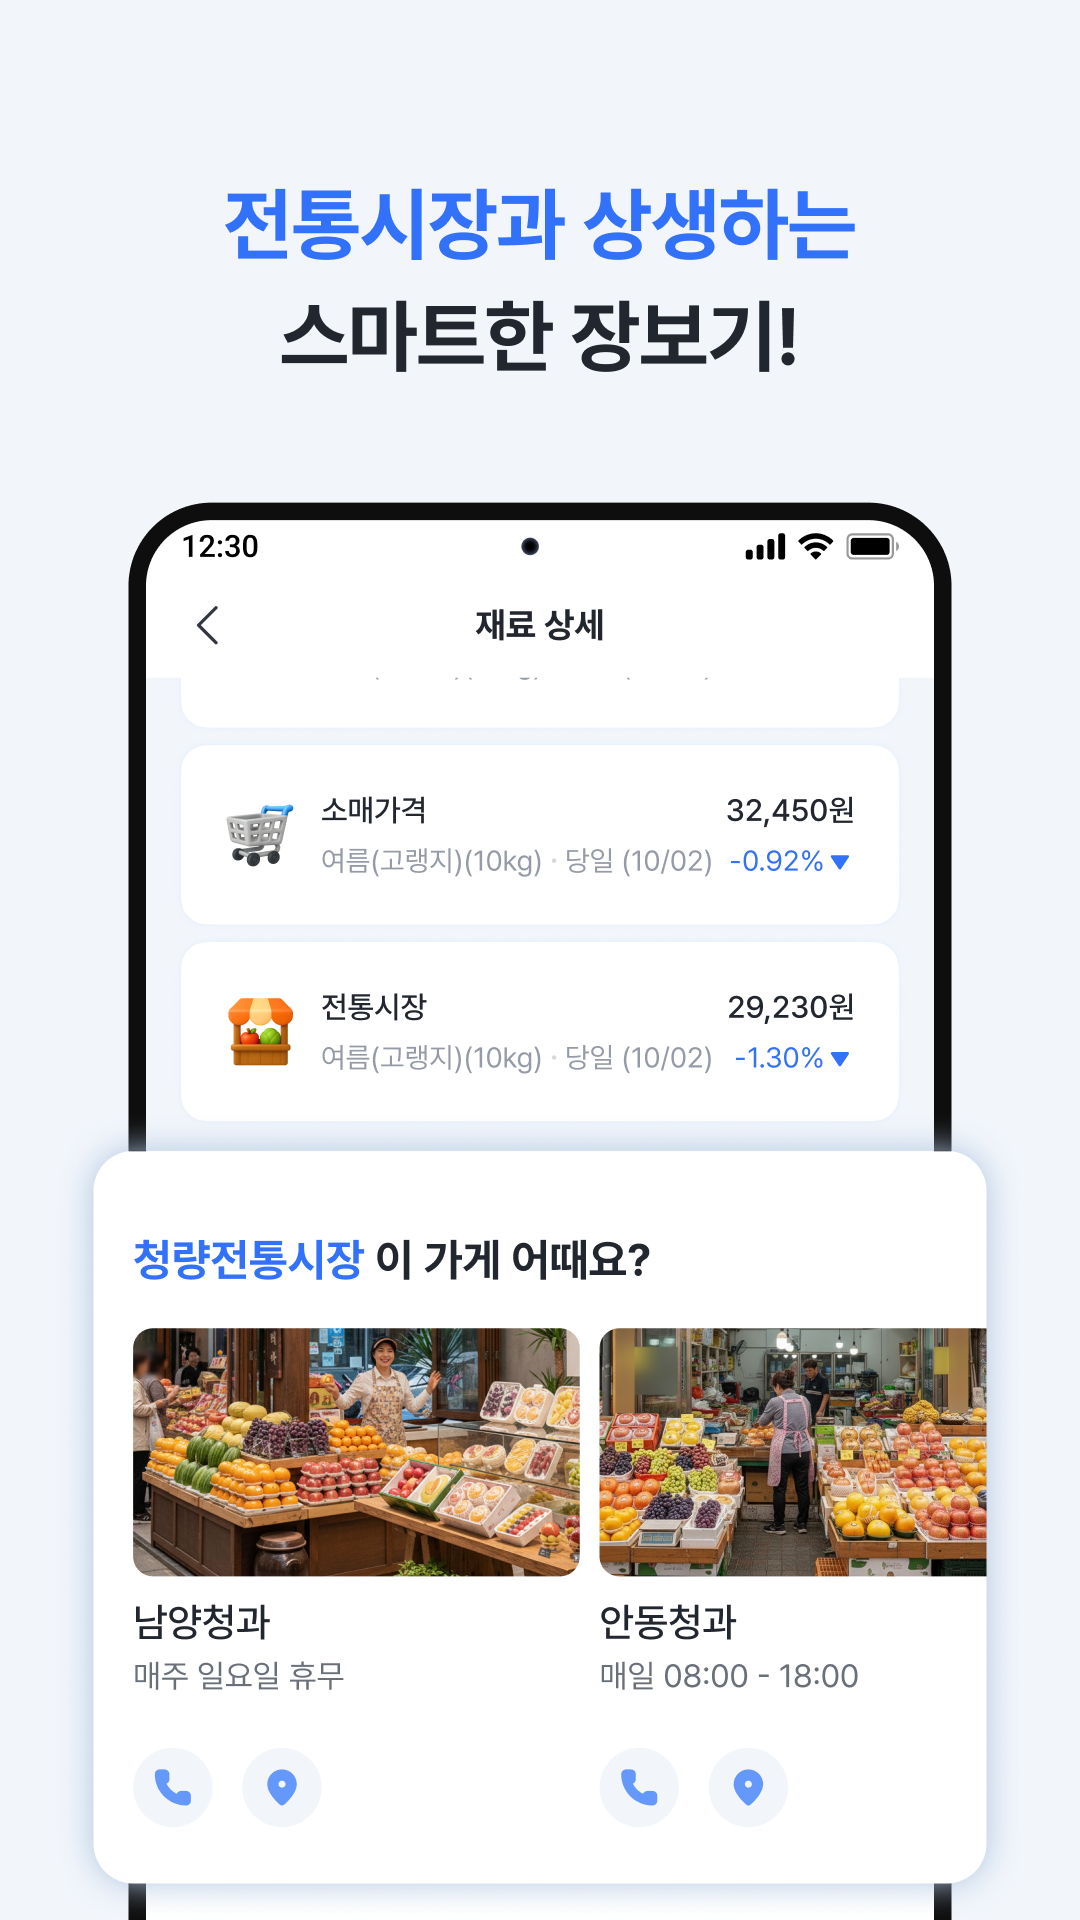 전통시장과 상생하는
스마트한 장보기!
12:30
재료 상세
소매가격 32,450원
여름(고랭지)(10kg) · 당일 (10/02) -0.92%▼
전통시장 29,230원
여름(고랭지)(10kg) · 당일 (10/02) -1.30%▼
청량전통시장 이 가게 어때요?
남양청과
매주 일요일 휴무
안동청과
매일 08:00 - 18:00